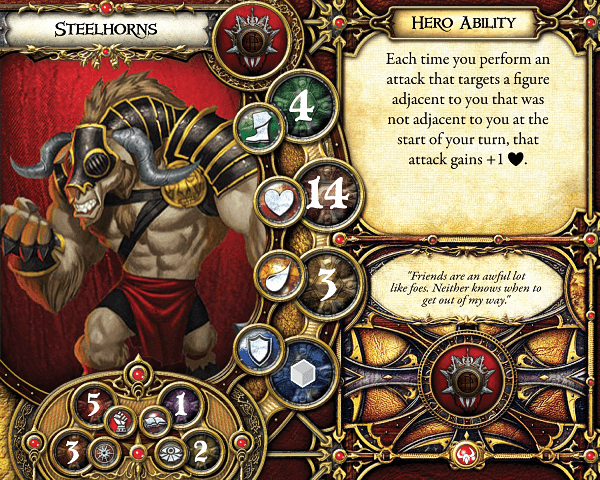 Steelhorns
4
14
3
5
1
3
2
Hero Ability
Each time you perform an
attack that targets a figure
adjacent to you that was
not adjacent to you at the
start of your turn, that
attack gains +1 ♥.
"Friends are an awful lot
like foes. Neither knows when to
get out of my way."